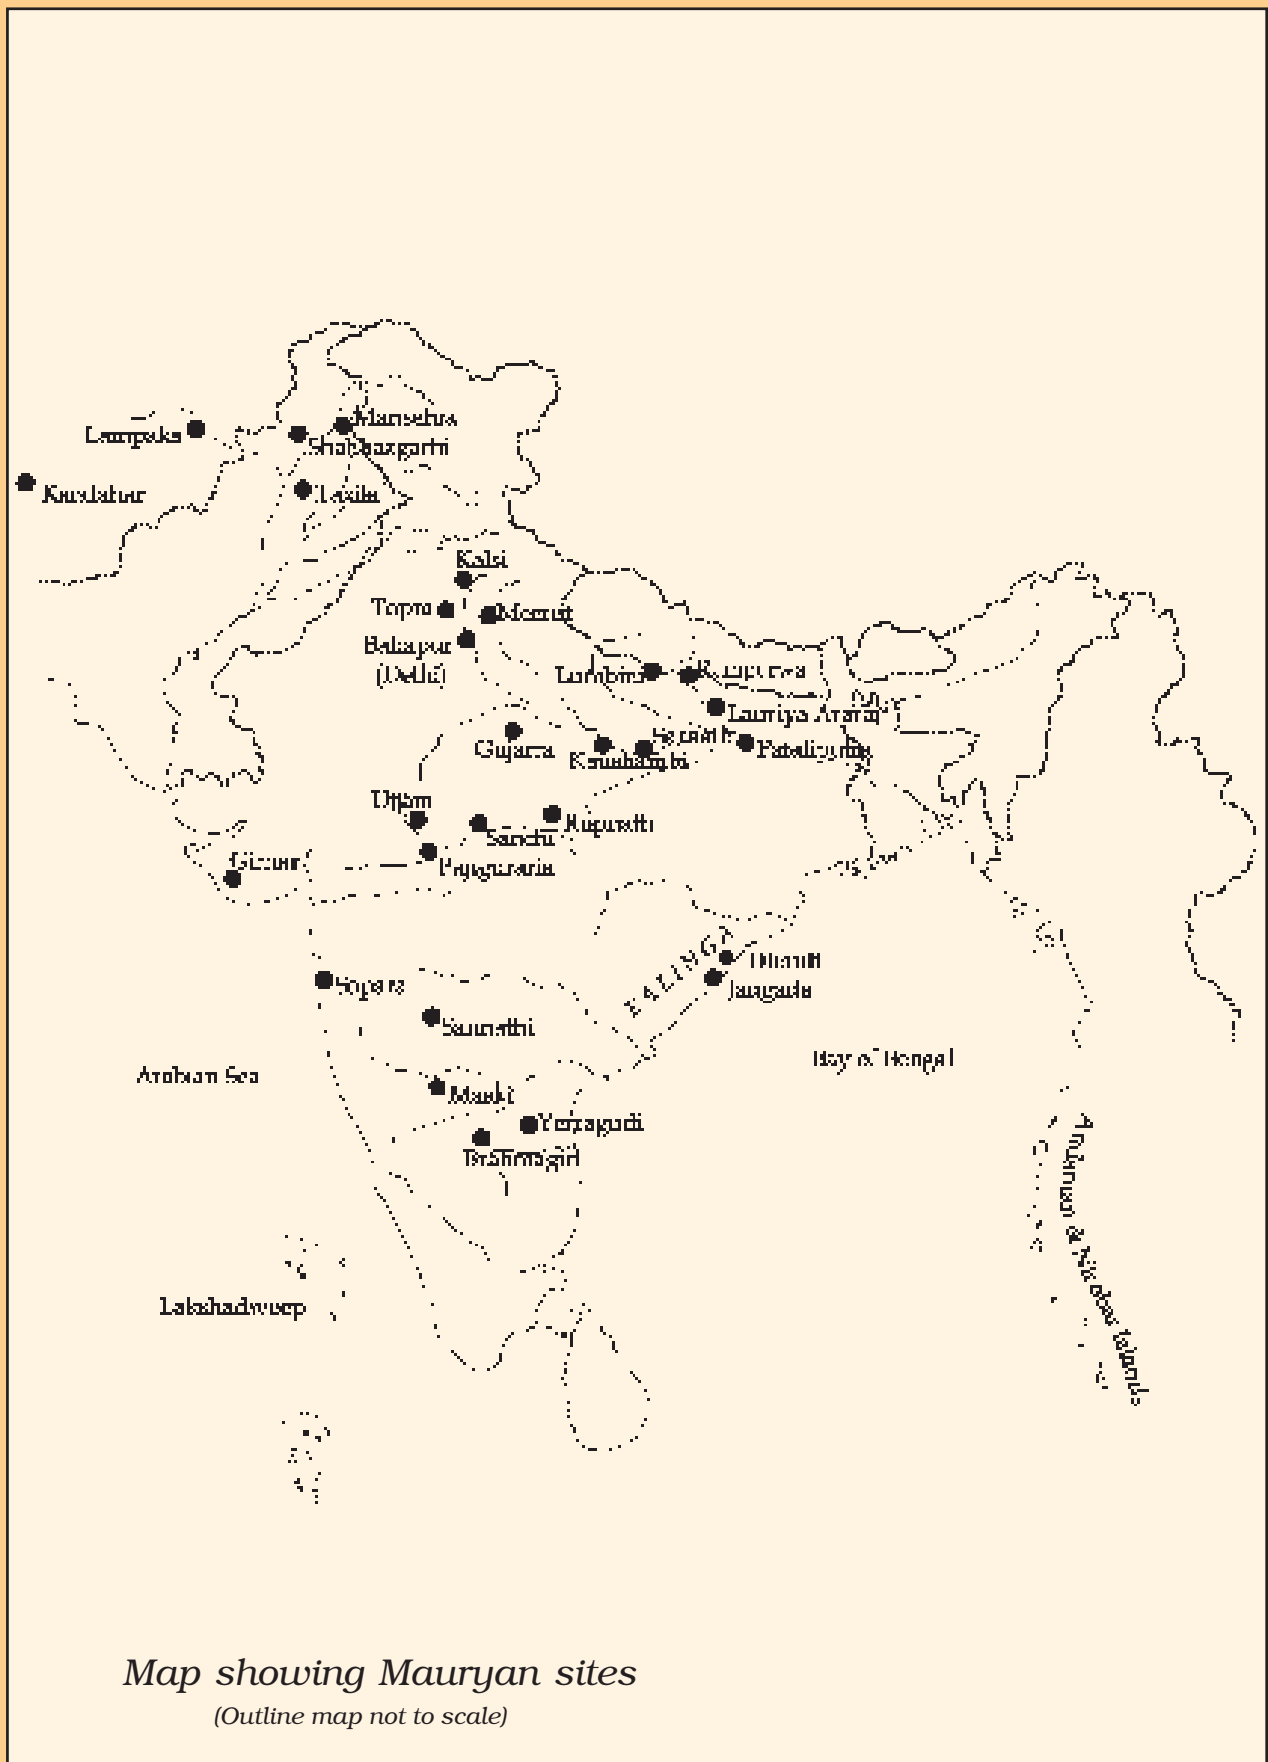 Mansehra
Lampaka
Shahbazgarhi
Kandahar
Taxila
Kalsi
Topra
Meerut
Bahapur
(Delhi)
Lumbini
Rampurwa
Lauriya Araraj
Sarnath
Gujarra
Kaushambi
Pataliputra
Ujjain
Rupnath
Sanchi
Girnar
Panguraria
KALINGA
Dhauli
Jaugada
Sopara
Sannathi
Bay of Bengal
Arabian Sea
Maski
Yerragudi
Brahmagiri
Andaman & Nicobar Islands
Lakshadweep
Map showing Mauryan sites
(Outline map not to scale)